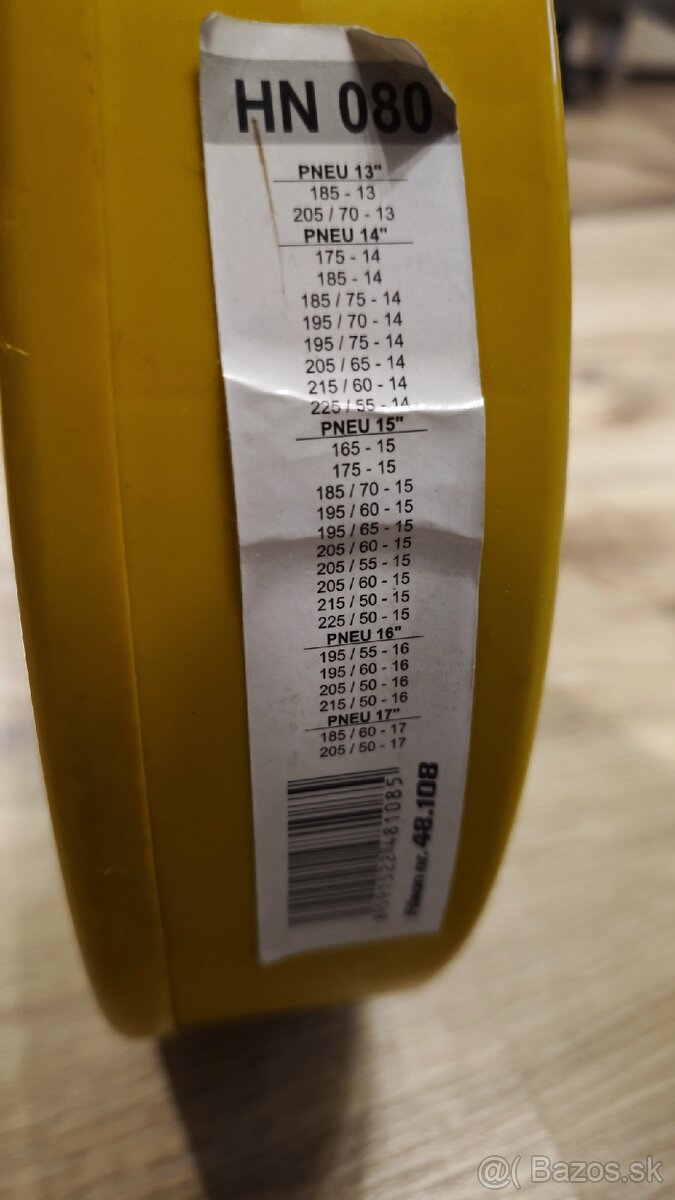 HN 080
PNEU 13"
185 - 13
205 / 70 - 13
PNEU 14"
175 - 14
185 - 14
185 / 75 - 14
195 / 70 - 14
195 / 75 - 14
205 / 65 - 14
215 / 60 - 14
225 / 55 - 14
PNEU 15"
165 - 15
175 - 15
185 / 70 - 15
195 / 60 - 15
195 / 65 - 15
205 / 60 - 15
205 / 55 - 15
205 / 60 - 15
215 / 50 - 15
225 / 50 - 15
PNEU 16"
195 / 55 - 16
195 / 60 - 16
205 / 50 - 16
215 / 50 - 16
PNEU 17"
185 / 60 - 17
205 / 50 - 17
48.108
@( Bazos.sk